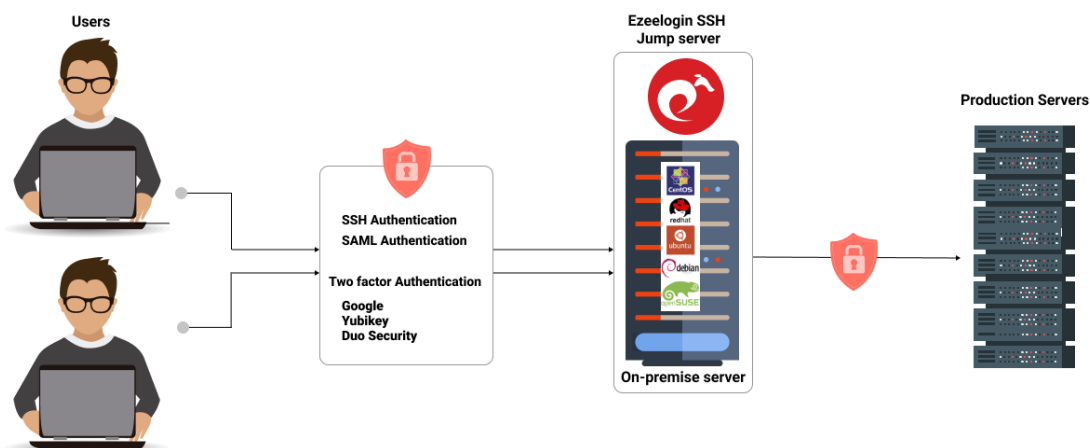 Users
Ezeelogin SSH
Jump server
Production Servers
SSH Authentication
SAML Authentication
Two factor Authentication
Google
Yubikey
Duo Security
CentOS
redhat
ubuntu
debian
openSUSE
On-premise server